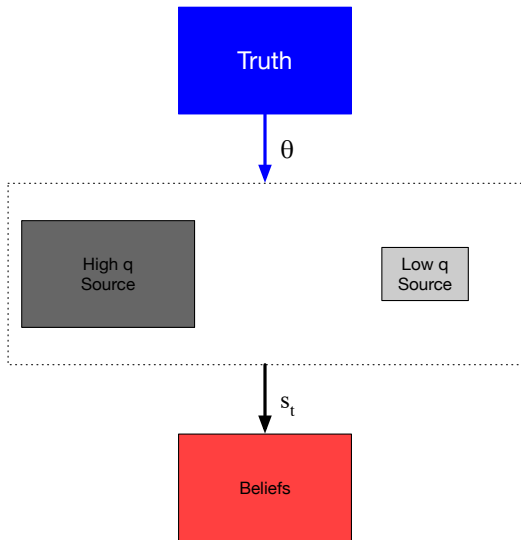 Truth
θ
High q
Source
Low q
Source
s_t
Beliefs